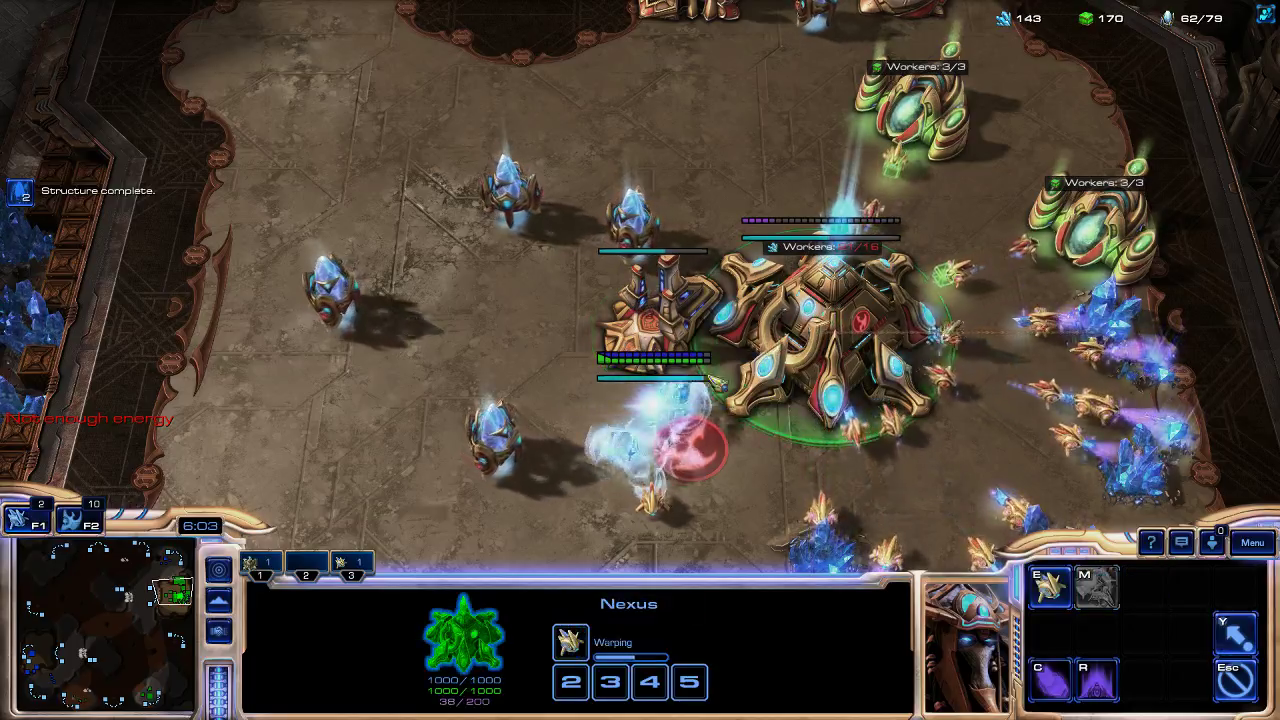 143 170 62/79
Workers: 3/3
Workers: 3/3
2 Structure complete.
Workers: /16
Not enough energy
2 10
F1 F2
6:03
0
? Menu
1 1
1 2 3
E M
Nexus
Warping
Y
2 3 4 5
C R Esc
1000/1000
1000/1000
38/200